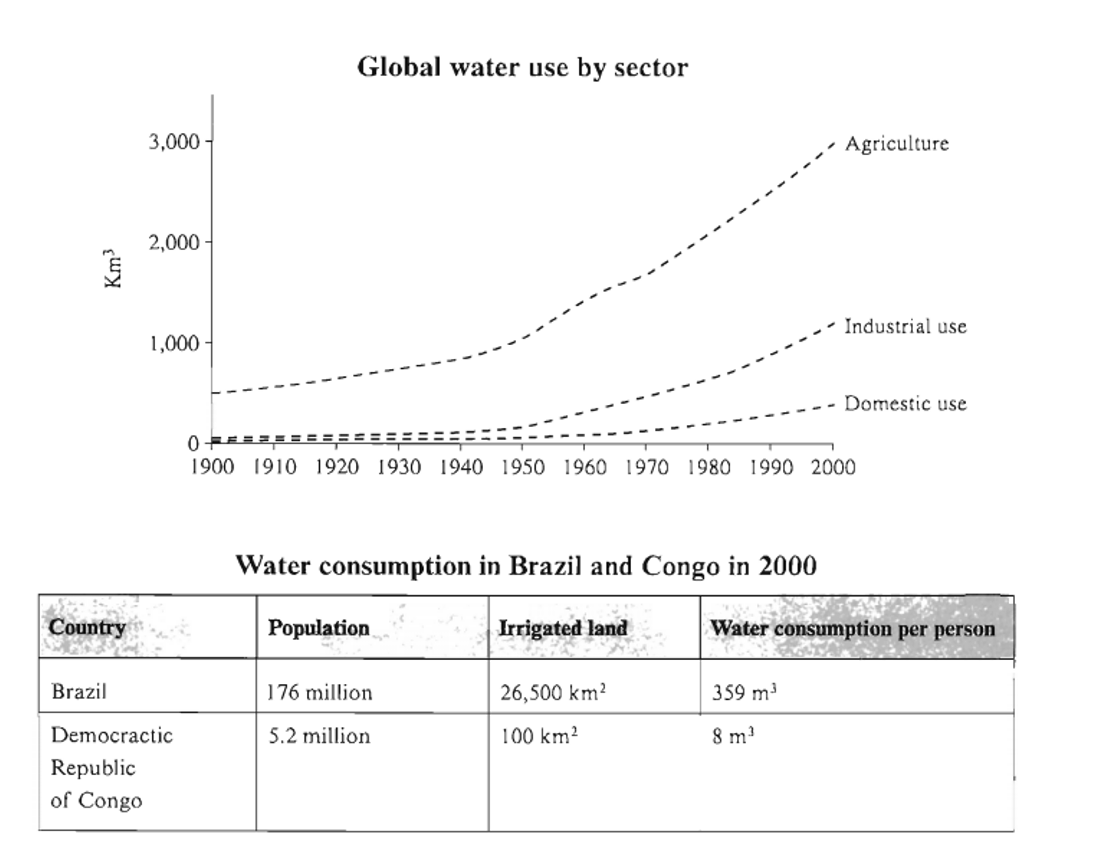 Global water use by sector
3,000
Agriculture
2,000
Km³
1,000
Industrial use
Domestic use
0
1900 1910 1920 1930 1940 1950 1960 1970 1980 1990 2000
Water consumption in Brazil and Congo in 2000
Country Population Irrigated land Water consumption per person
Brazil 176 million 26,500 km² 359 m³
Democractic 5.2 million 100 km² 8 m³
Republic
of Congo